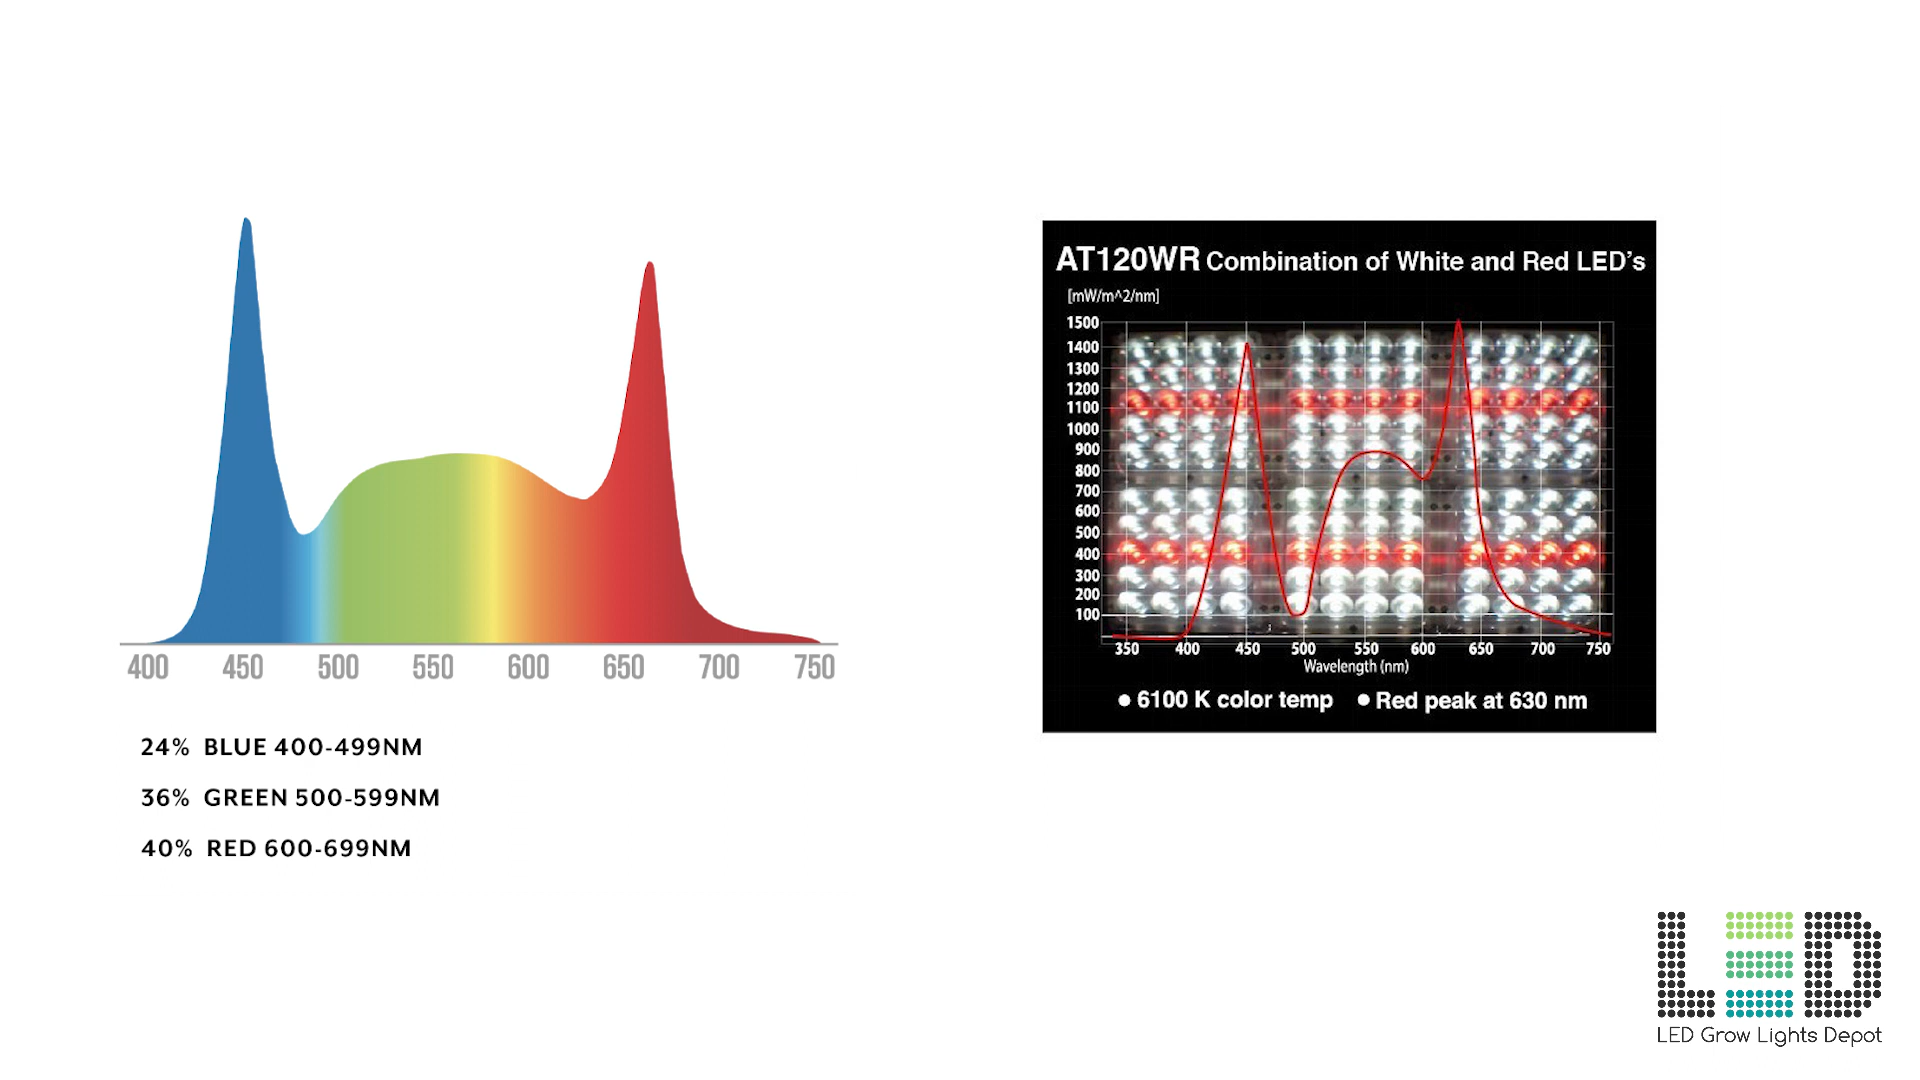 400 450 500 550 600 650 700 750
24% BLUE 400-499NM
36% GREEN 500-599NM
40% RED 600-699NM
AT120WR Combination of White and Red LED's
[mW/m^2/nm]
1500
1400
1300
1200
1100
1000
900
800
700
600
500
400
300
200
100
350 400 450 500 550 600 650 700 750
Wavelength (nm)
● 6100 K color temp ● Red peak at 630 nm
LED
LED Grow Lights Depot